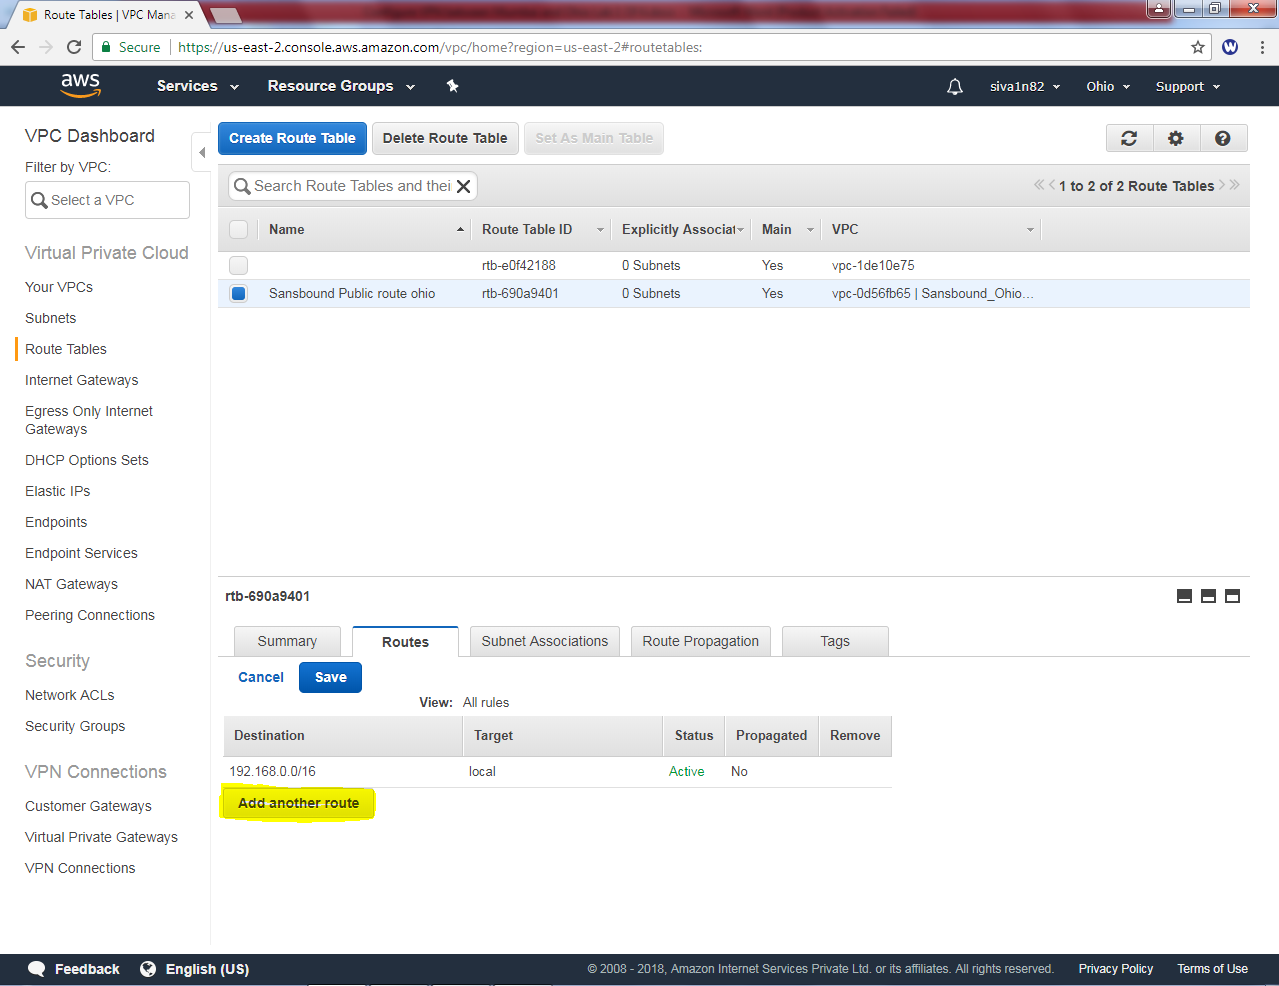 Route Tables | VPC Mana
Secure
https://us-east-2.console.aws.amazon.com/vpc/home?region=us-east-2#routetables:
W
aws
Services
Resource Groups
siva1n82
Ohio
Support
VPC Dashboard
Filter by VPC:
Select a VPC
Virtual Private Cloud
Your VPCs
Subnets
Route Tables
Internet Gateways
Egress Only Internet
Gateways
DHCP Options Sets
Elastic IPs
Endpoints
Endpoint Services
NAT Gateways
Peering Connections
Security
Network ACLs
Security Groups
VPN Connections
Customer Gateways
Virtual Private Gateways
VPN Connections
Create Route Table
Delete Route Table
Set As Main Table
Search Route Tables and thei
1 to 2 of 2 Route Tables
Name Route Table ID Explicitly Associat Main VPC
rtb-e0f42188 0 Subnets Yes vpc-1de10e75
Sansbound Public route ohio rtb-690a9401 0 Subnets Yes vpc-0d56fb65 | Sansbound_Ohio…
rtb-690a9401
Summary Routes Subnet Associations Route Propagation Tags
Cancel Save
View: All rules
Destination Target Status Propagated Remove
192.168.0.0/16 local Active No
Add another route
Feedback
English (US)
© 2008 - 2018, Amazon Internet Services Private Ltd. or its affiliates. All rights reserved.
Privacy Policy
Terms of Use